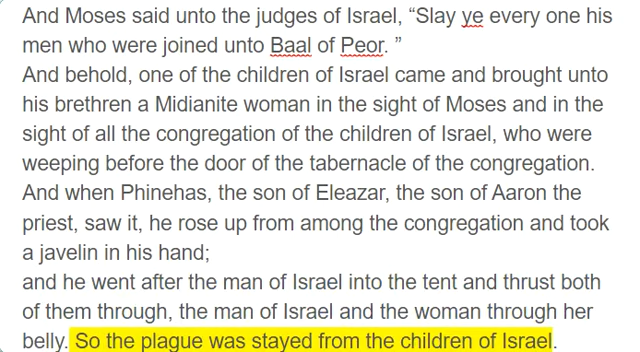 And Moses said unto the judges of Israel, “Slay ye every one his
men who were joined unto Baal of Peor. ”
And behold, one of the children of Israel came and brought unto
his brethren a Midianite woman in the sight of Moses and in the
sight of all the congregation of the children of Israel, who were
weeping before the door of the tabernacle of the congregation.
And when Phinehas, the son of Eleazar, the son of Aaron the
priest, saw it, he rose up from among the congregation and took
a javelin in his hand;
and he went after the man of Israel into the tent and thrust both
of them through, the man of Israel and the woman through her
belly. So the plague was stayed from the children of Israel.